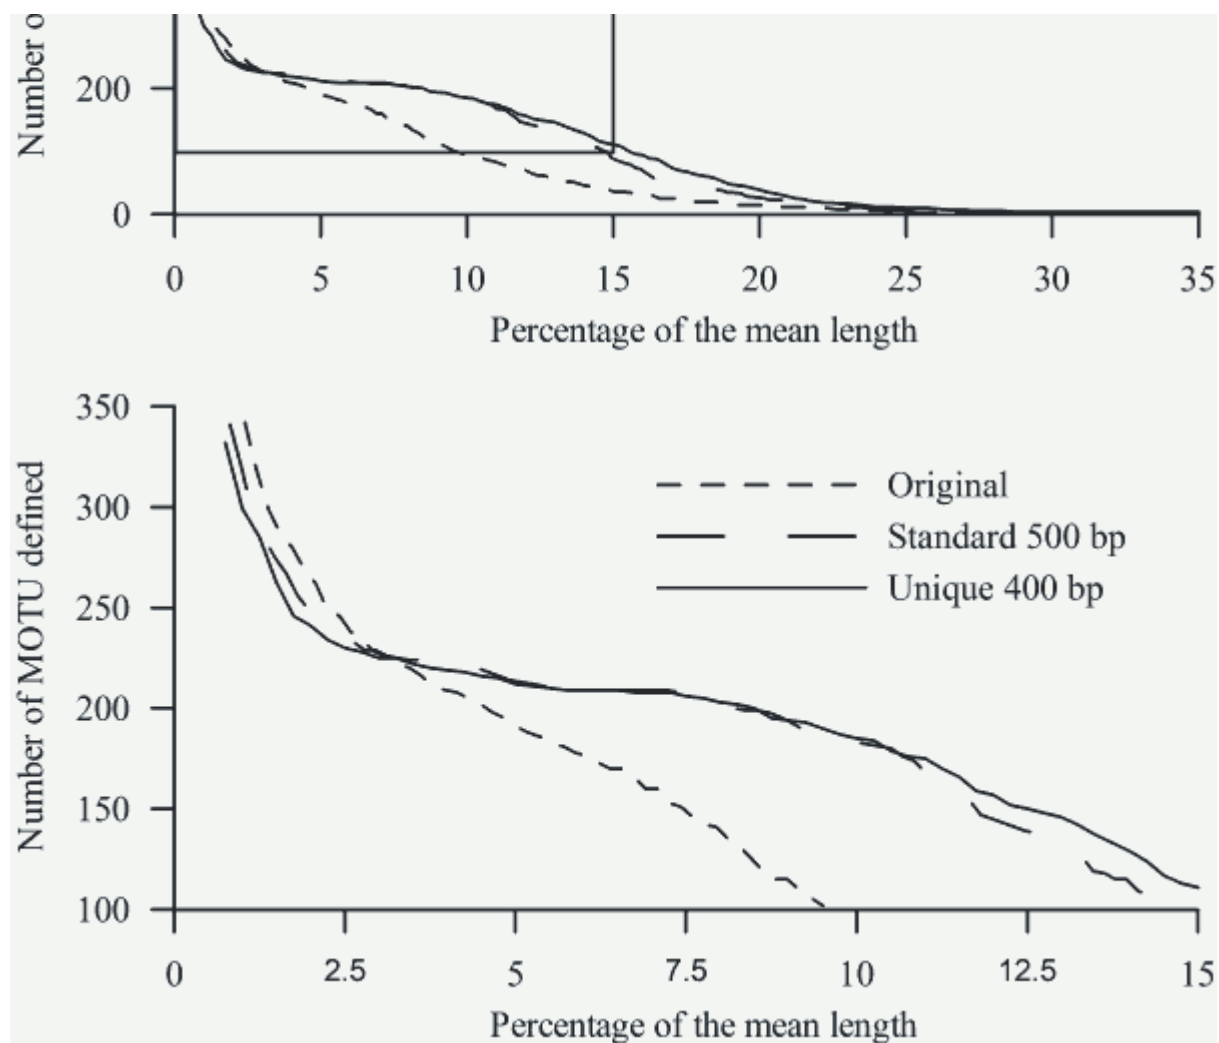 Number o
200
0
0 5 10 15 20 25 30 35
Percentage of the mean length
Number of MOTU defined
350
300
250
200
150
100
Original
Standard 500 bp
Unique 400 bp
0 2.5 5 7.5 10 12.5 15
Percentage of the mean length